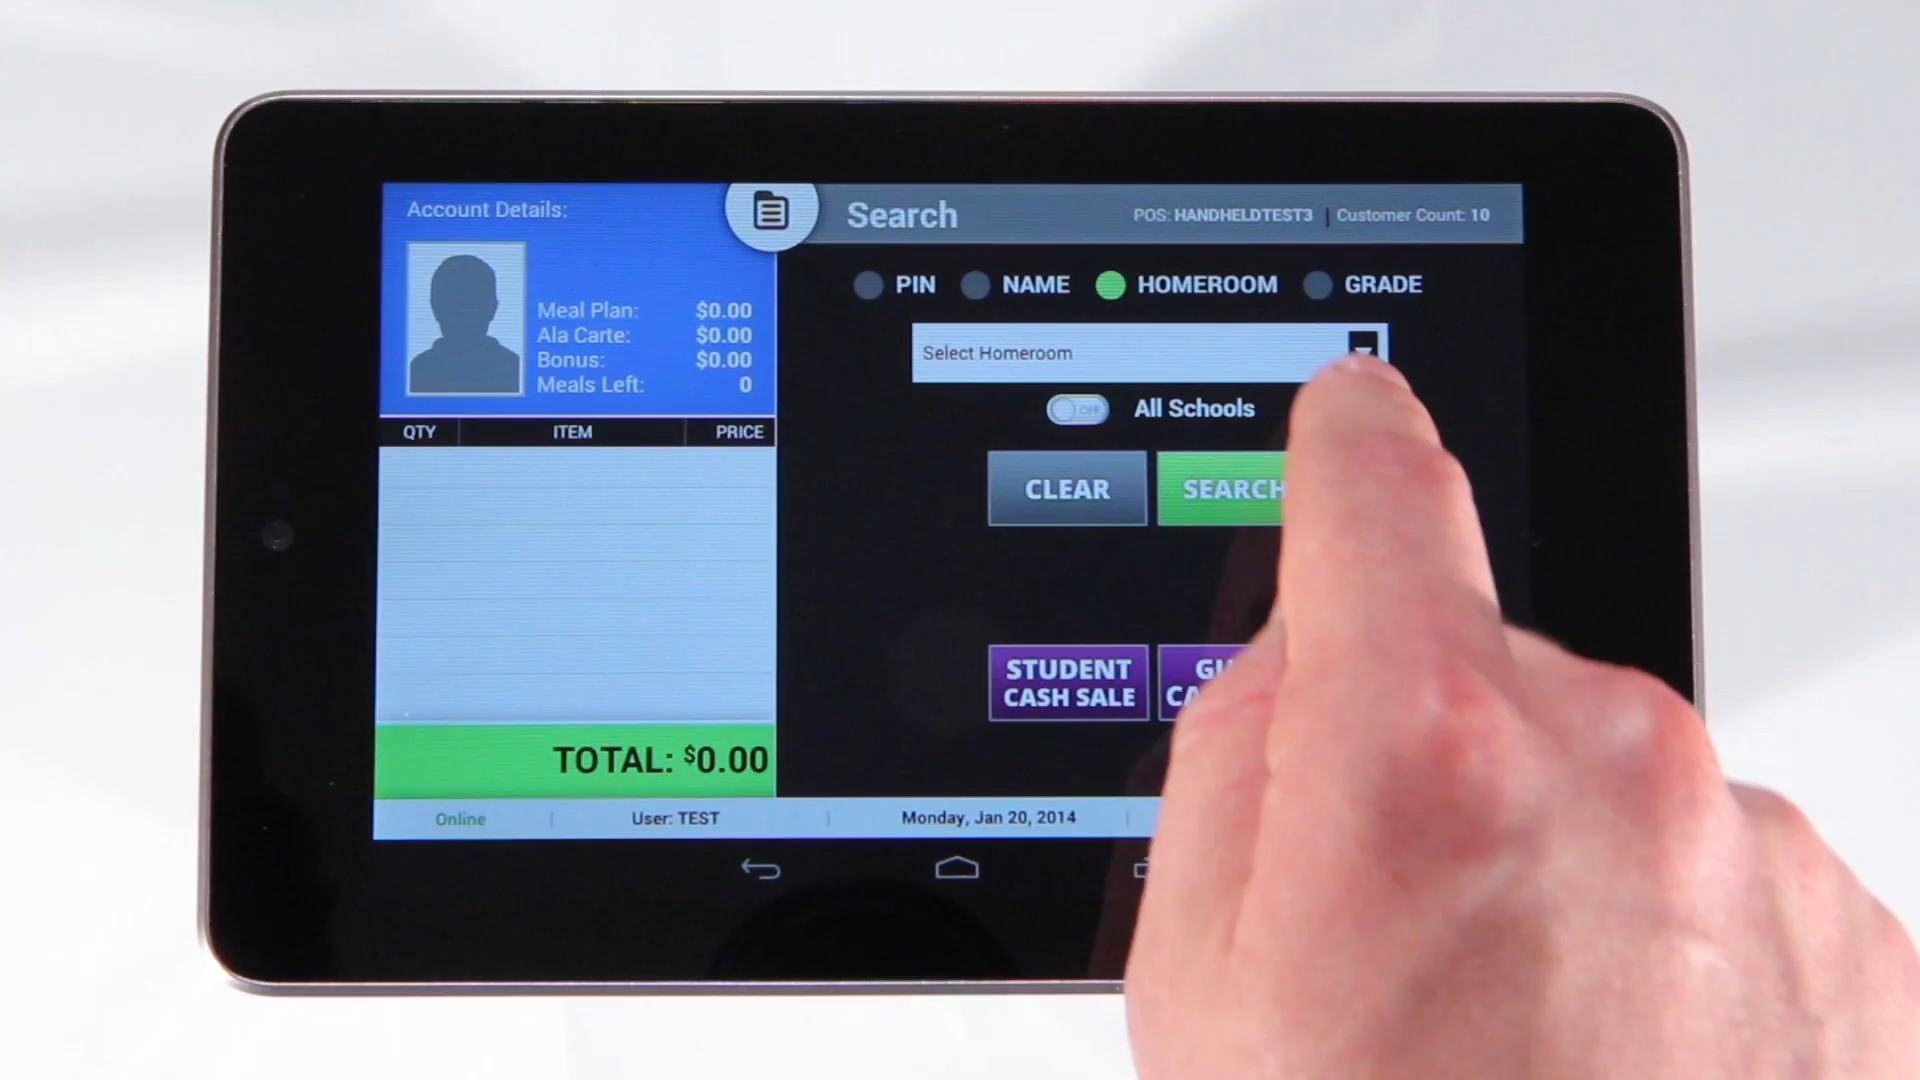 Account Details:
Search
POS: HANDHELDTEST3 | Customer Count: 10
PIN NAME HOMEROOM GRADE
Meal Plan: $0.00
Ala Carte: $0.00
Bonus: $0.00
Meals Left: 0
Select Homeroom
OFF All Schools
QTY ITEM PRICE
CLEAR SEARCH
STUDENT
CASH SALE
TOTAL: $0.00
Online | User: TEST | Monday, Jan 20, 2014 |